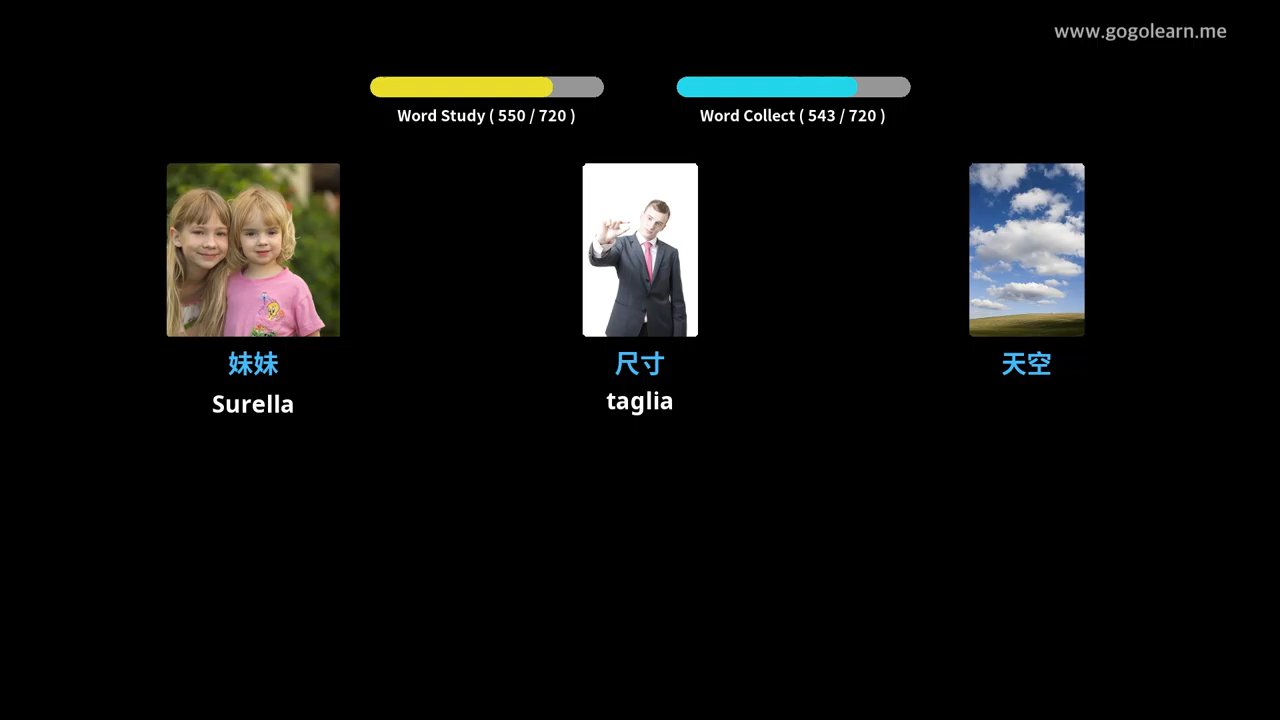 www.gogolearn.me
Word Study ( 550 / 720 )
Word Collect ( 543 / 720 )
妹妹
尺寸
天空
Surella
taglia